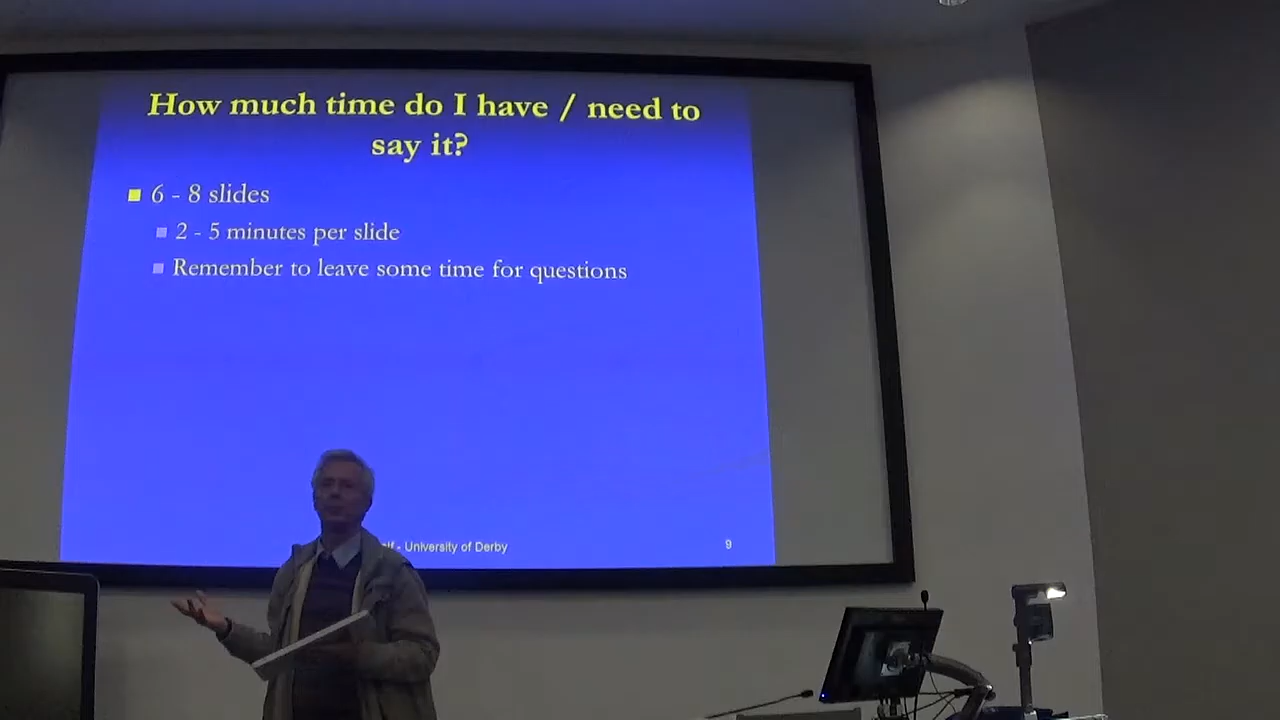 How much time do I have / need to
say it?
6 - 8 slides
2 - 5 minutes per slide
Remember to leave some time for questions
- University of Derby
9